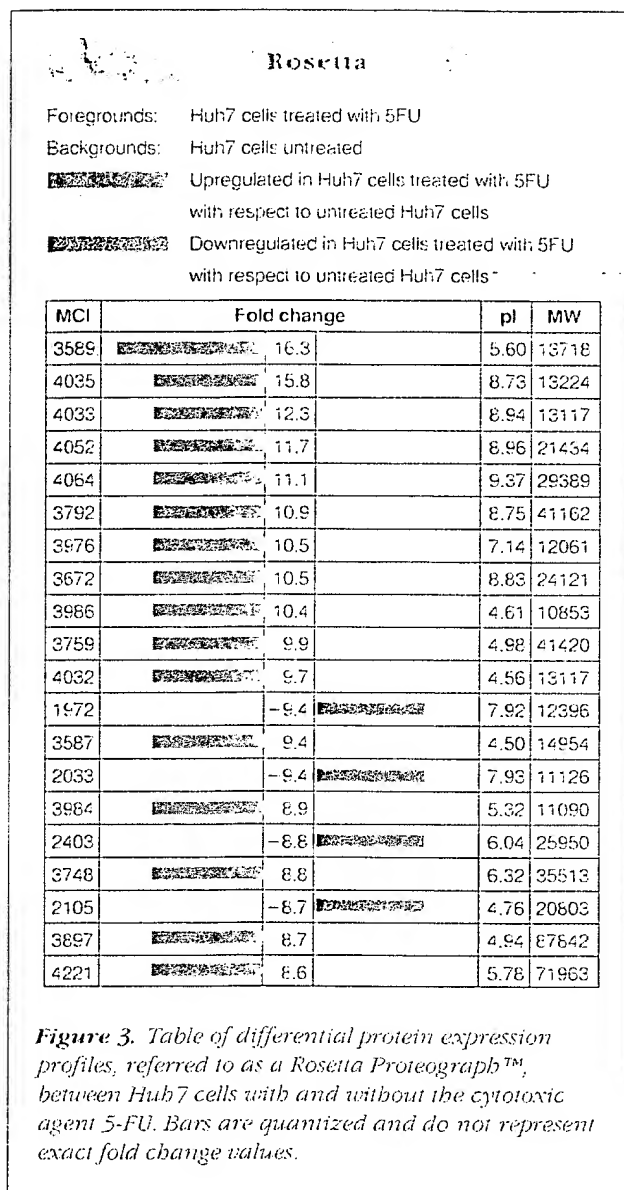 Rosetta
Foregrounds: Huh7 cells treated with 5FU
Backgrounds: Huh7 cells untreated
Upregulated in Huh7 cells treated with 5FU
with respect to untreated Huh7 cells
Downregulated in Huh7 cells treated with 5FU
with respect to untreated Huh7 cells
MCI Fold change pI MW
3589 16.3 5.60 13718
4035 15.8 8.73 13224
4033 12.3 8.94 13117
4052 11.7 8.96 21434
4064 11.1 9.37 29389
3792 10.9 8.75 41162
3976 10.5 7.14 12061
3672 10.5 8.83 24121
3986 10.4 4.61 10853
3759 9.9 4.98 41420
4032 9.7 4.56 13117
1972 -9.4 7.92 12396
3587 9.4 4.50 14954
2033 -9.4 7.93 11126
3984 8.9 5.32 11090
2403 -8.8 6.04 25950
3748 8.8 6.32 35513
2105 -8.7 4.76 20803
3897 8.7 4.94 87842
4221 8.6 5.78 71963
Figure 3. Table of differential protein expression
profiles, referred to as a Rosetta Proteograph™,
between Huh7 cells with and without the cytotoxic
agent 5-FU. Bars are quantized and do not represent
exact fold change values.